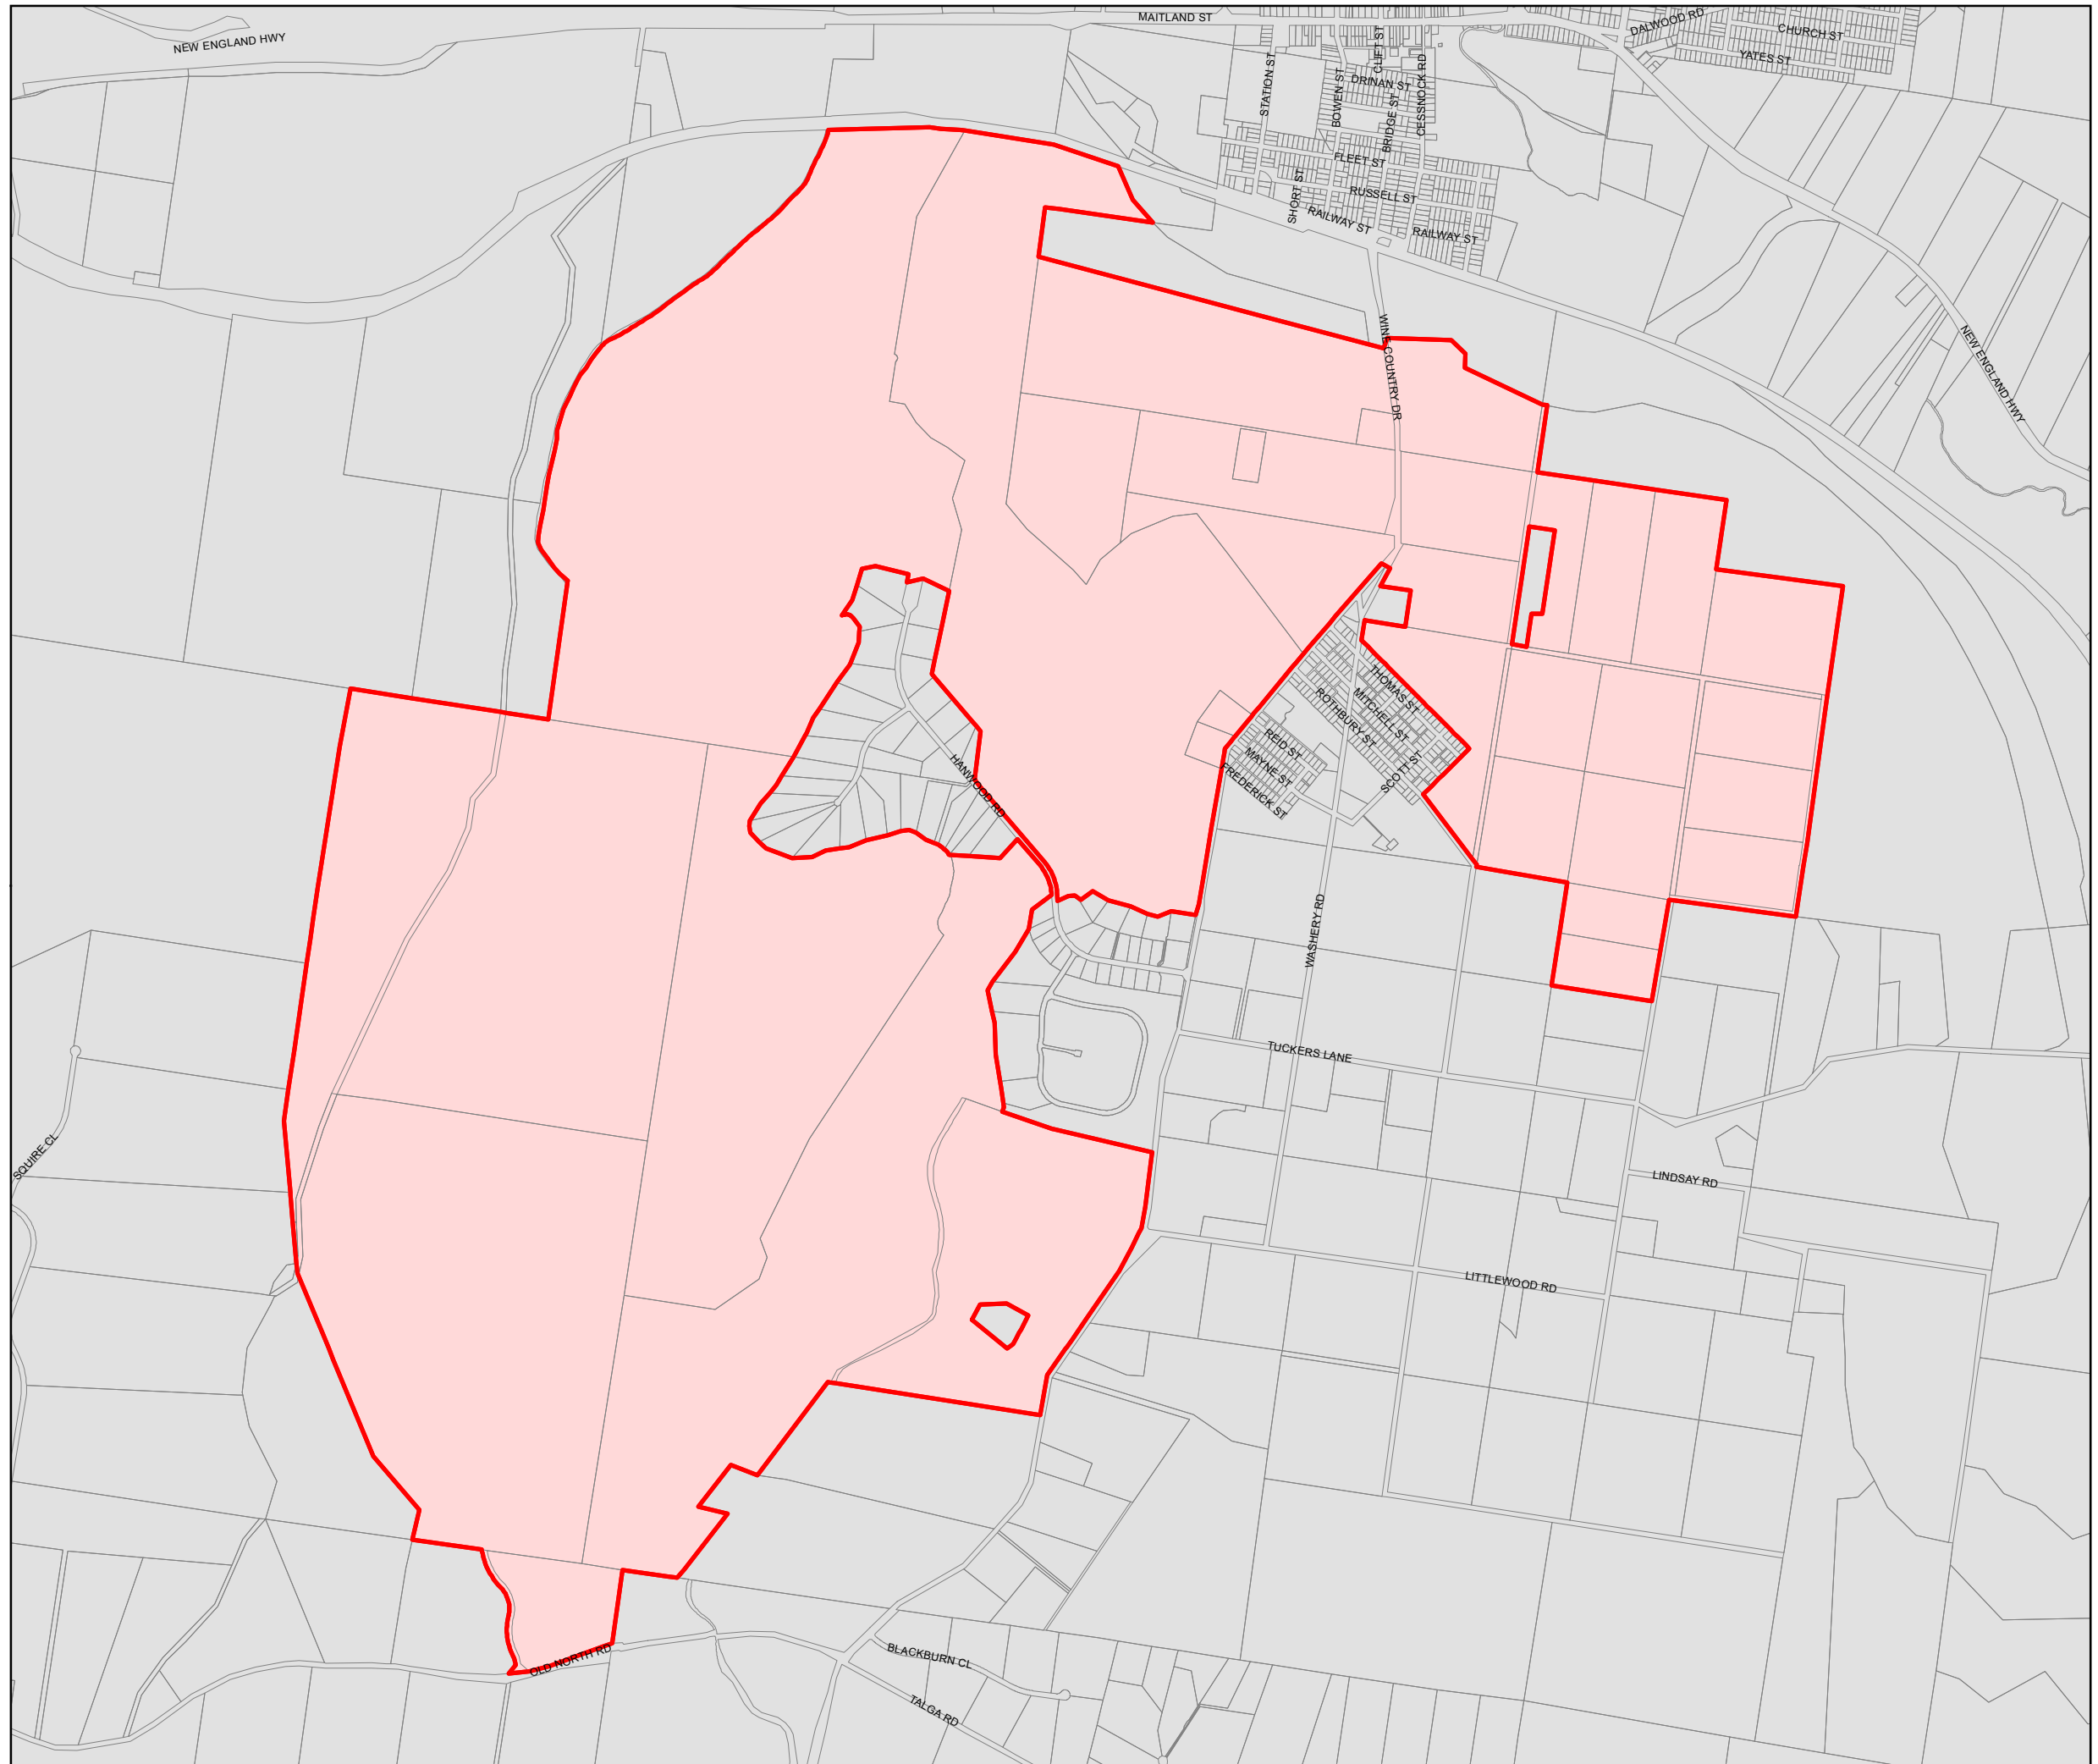 MAITLAND ST
DALWOOD RD
CHURCH ST
NEW ENGLAND HWY
YATES ST
CLIFT ST
STATION ST
BOWEN ST
DRINAN ST
CESSNOCK RD
BRIDGE ST
FLEET ST
SHORT ST
RUSSELL ST
RAILWAY ST
RAILWAY ST
WINE COUNTRY DR
NEW ENGLAND HWY
THOMAS ST
MITCHELL ST
ROTHBURY ST
REID ST
MAYNE ST
SCOTT ST
FREDERICK ST
HANWOOD RD
WASHERY RD
TUCKERS LANE
SQUIRE CL
LINDSAY RD
LITTLEWOOD RD
OLD NORTH RD
BLACKBURN CL
TALGA RD